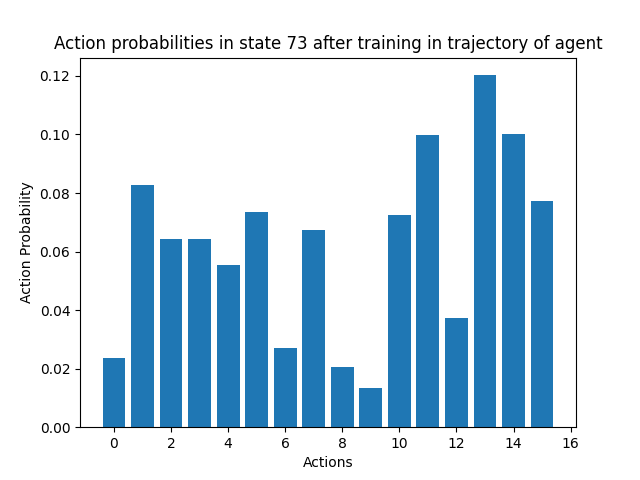 Action probabilities in state 73 after training in trajectory of agent
0.12
0.10
0.08
0.06
0.04
0.02
0.00
Action Probability
0 2 4 6 8 10 12 14 16
Actions